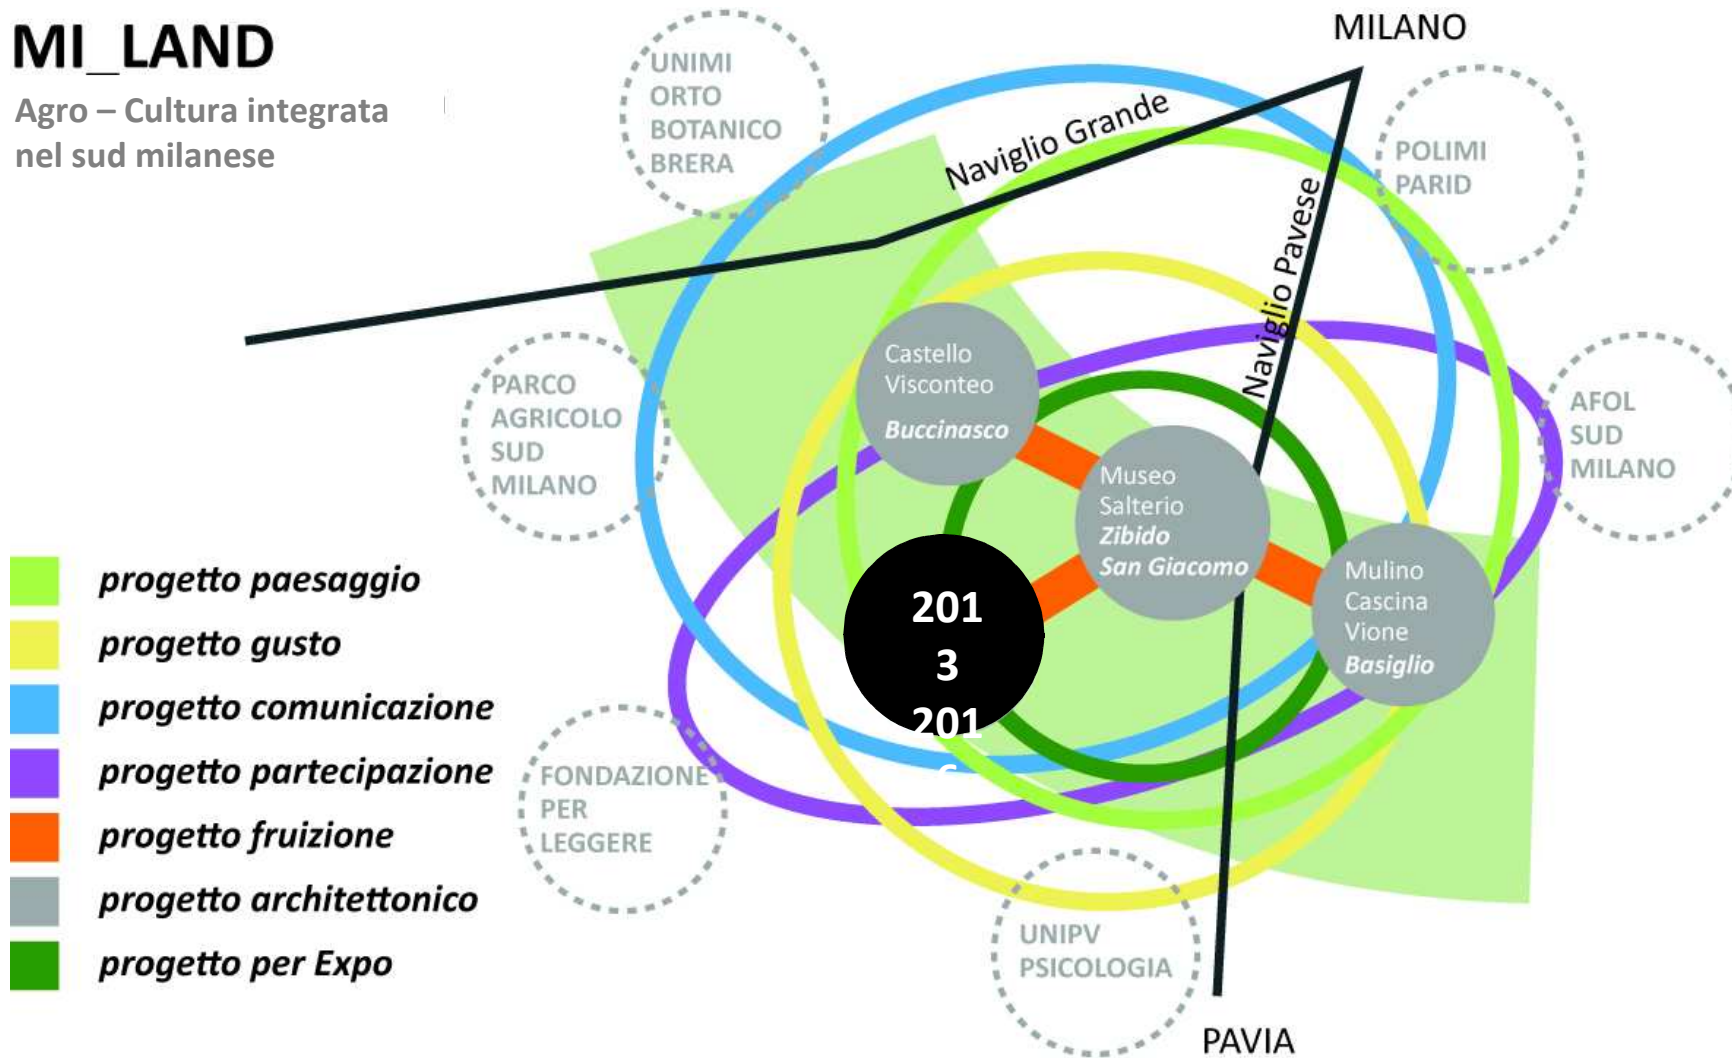 MI_LAND
Agro – Cultura integrata
nel sud milanese
MILANO
UNIMI
ORTO
BOTANICO
BRERA
Naviglio Grande
POLIMI
PARID
Naviglio Pavese
Castello
Visconteo
Buccinasco
PARCO
AGRICOLO
SUD
MILANO
AFOL
SUD
MILANO
Museo
Salterio
Zibido
San Giacomo
Mulino
Cascina
Vione
Basiglio
201
3
201
6
progetto paesaggio
progetto gusto
progetto comunicazione
progetto partecipazione
progetto fruizione
progetto architettonico
progetto per Expo
FONDAZIONE
PER
LEGGERE
UNIPV
PSICOLOGIA
PAVIA